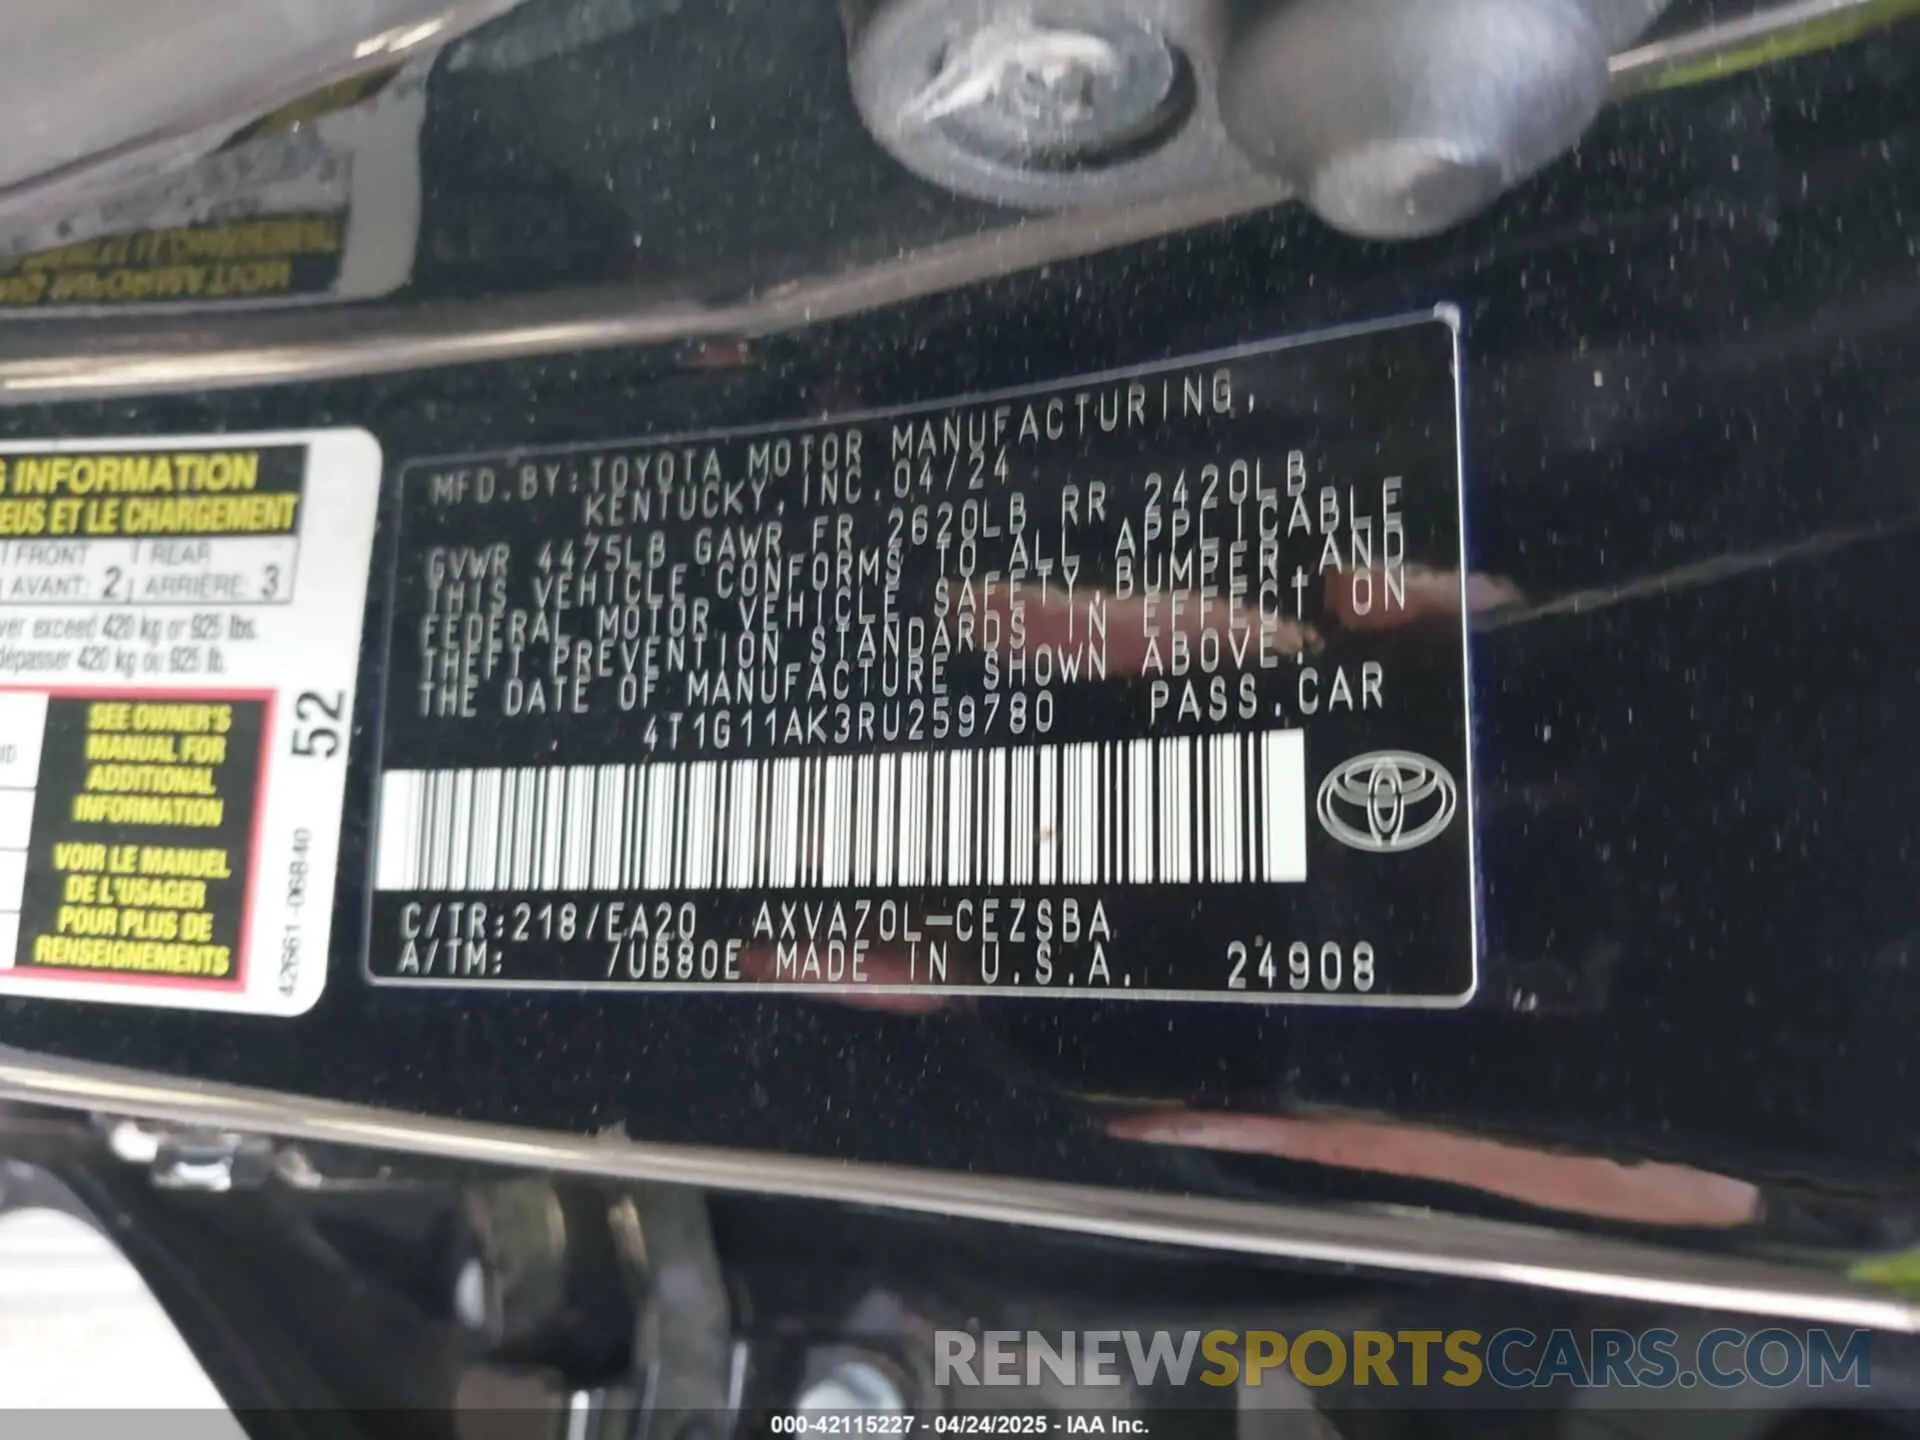 G INFORMATION
EUS ET LE CHARGEMENT
FRONT REAR
AVANT: 2 ARRIÈRE: 3
ver exceed 420 kg or 925 lbs.
dépasser 420 kg ou 925 lb.
SEE OWNER'S
MANUAL FOR
ADDITIONAL
INFORMATION
VOIR LE MANUEL
DE L'USAGER
POUR PLUS DE
RENSEIGNEMENTS
52
42661-06840
MFD.BY:TOYOTA MOTOR MANUFACTURING,
KENTUCKY, INC.04/24
GVWR 4475LB GAWR FR 2620LB RR 2420LB
THIS VEHICLE CONFORMS TO ALL APPLICABLE
FEDERAL MOTOR VEHICLE SAFETY,BUMPER,AND
THEFT PREVENTION STANDARDS IN EFFECT ON
THE DATE OF MANUFACTURE SHOWN ABOVE.
4T1G11AK3RU259780 PASS.CAR
C/TR:218/EA20 AXVA70L-CEZSBA
A/TM: /UB80E MADE IN U.S.A. 24908
RENEWSPORTSCARS.COM
000-42115227 - 04/24/2025 - IAA Inc.